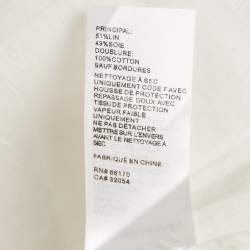 PRINCIPAL:
51%LIN
49%SOIE
DOUBLURE:
100%COTTON
SAUF BORDURES
NETTOYAGE À SEC
UNIQUEMENT CODE F AVEC
HOUSSE DE PROTECTION
REPASSAGE DOUX AVEC
TISSUE DE PROTECTION
VAPEUR FAIBLE
UNIQUEMENT
NE PAS DÉTACHER
METTRE SUR L'ENVERS
AVANT LE NETTOYAGE À
SEC
FABRIQUÉ EN CHINE
RN# 66170
CA# 32054